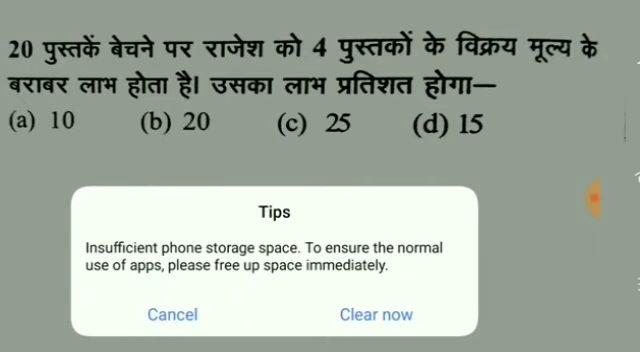 20 पुस्तकें बेचने पर राजेश को 4 पुस्तकों के विक्रय मूल्य के
बराबर लाभ होता है। उसका लाभ प्रतिशत होगा—
(a) 10 (b) 20 (c) 25 (d) 15
Tips
Insufficient phone storage space. To ensure the normal
use of apps, please free up space immediately.
Cancel Clear now